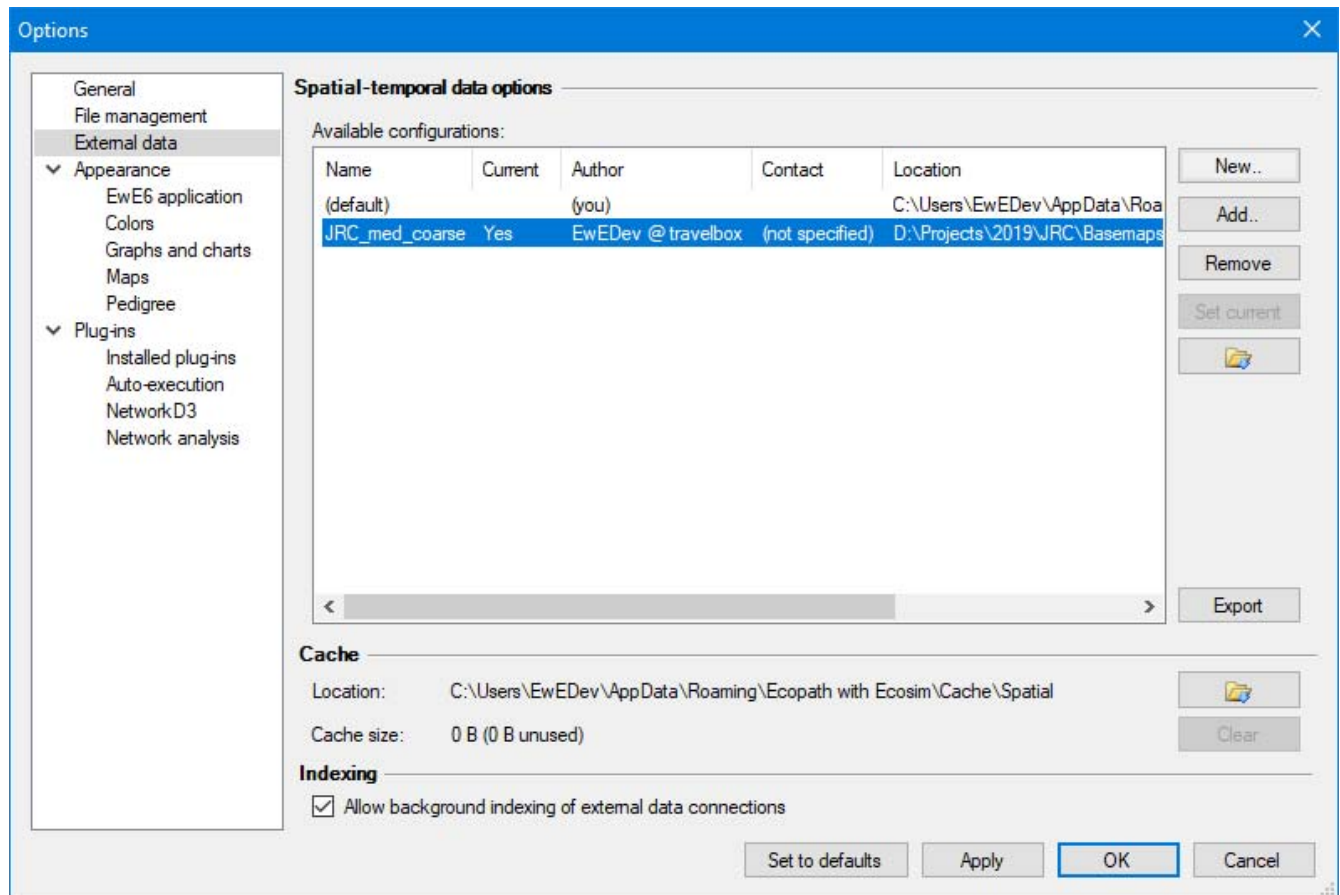 Options
General
File management
External data
Appearance
EwE6 application
Colors
Graphs and charts
Maps
Pedigree
Plug-ins
Installed plug-ins
Auto-execution
NetworkD3
Network analysis
Spatial-temporal data options
Available configurations:
Name Current Author Contact Location
(default) (you) C:\Users\EwEDev\AppData\Roa
JRC_med_coarse Yes EwEDev @ travelbox (not specified) D:\Projects\2019\JRC\Basemaps
New..
Add..
Remove
Set current
Export
Cache
Location: C:\Users\EwEDev\AppData\Roaming\Ecopath with Ecosim\Cache\Spatial
Cache size: 0 B (0 B unused)
Clear
Indexing
Allow background indexing of external data connections
Set to defaults Apply OK Cancel